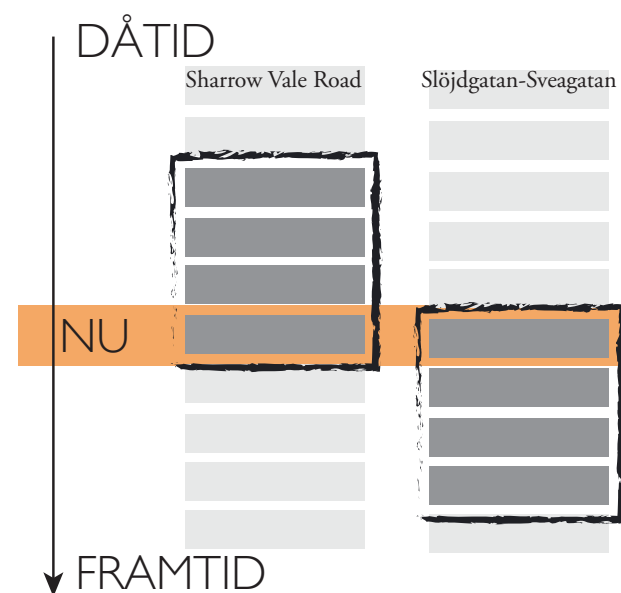 DÅTID
Sharrow Vale Road
Slöjdgatan-Sveagatan
NU
FRAMTID